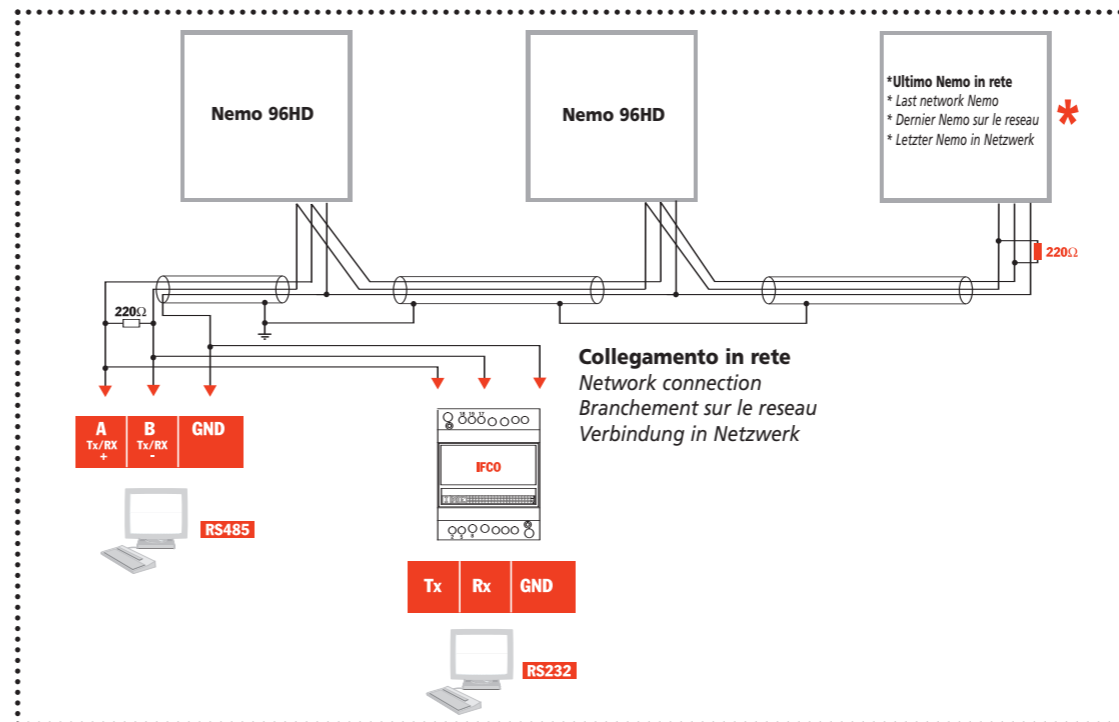 Nemo 96HD
Nemo 96HD
*Ultimo Nemo in rete
* Last network Nemo
* Dernier Nemo sur le reseau
* Letzter Nemo in Netzwerk
*
220Ω
220Ω
Collegamento in rete
Network connection
Branchement sur le reseau
Verbindung in Netzwerk
A
Tx/RX
+
B
Tx/RX
-
GND
RS485
IFCO
Tx
Rx
GND
RS232